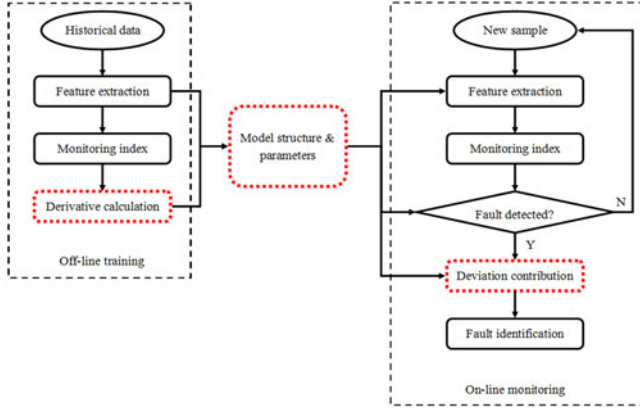 Historical data
Feature extraction
Monitoring index
Derivative calculation
Off-line training
Model structure &
parameters
New sample
Feature extraction
Monitoring index
Fault detected?
N
Y
Deviation contribution
Fault identification
On-line monitoring